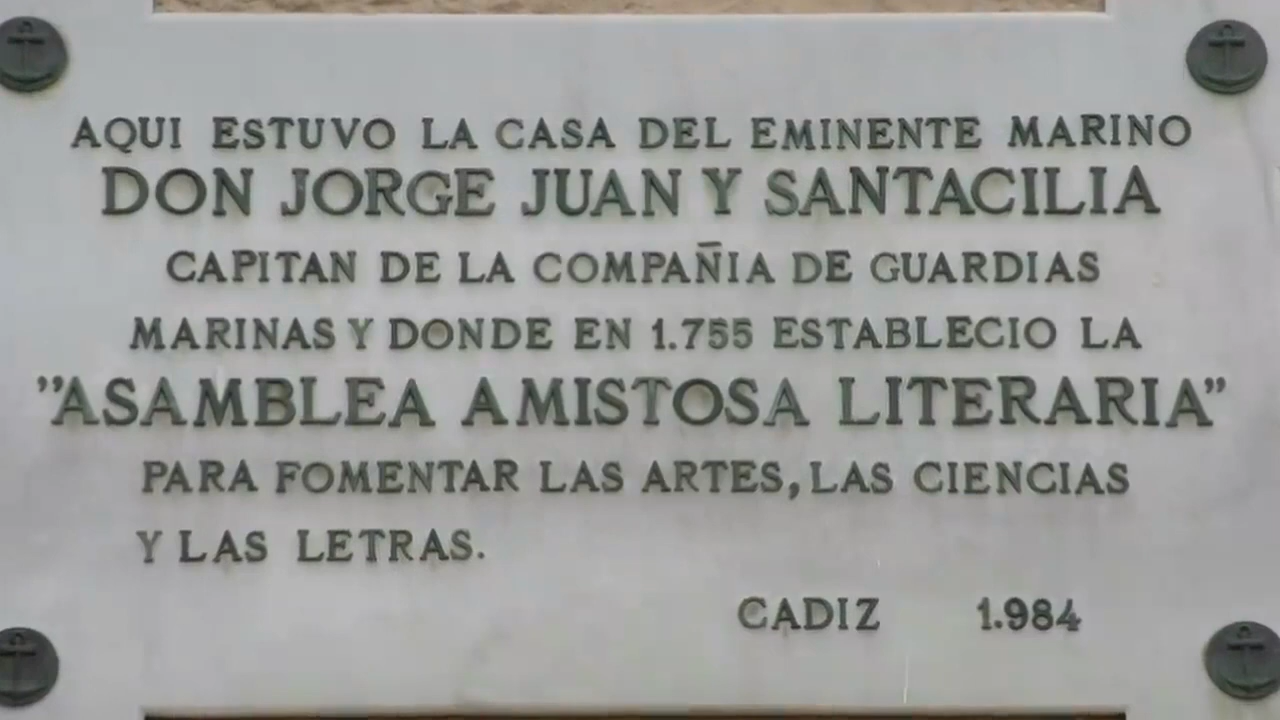 AQUI ESTUVO LA CASA DEL EMINENTE MARINO
DON JORGE JUAN Y SANTACILIA
CAPITAN DE LA COMPAÑIA DE GUARDIAS
MARINAS Y DONDE EN 1.755 ESTABLECIO LA
"ASAMBLEA AMISTOSA LITERARIA"
PARA FOMENTAR LAS ARTES, LAS CIENCIAS
Y LAS LETRAS.
CADIZ 1.984